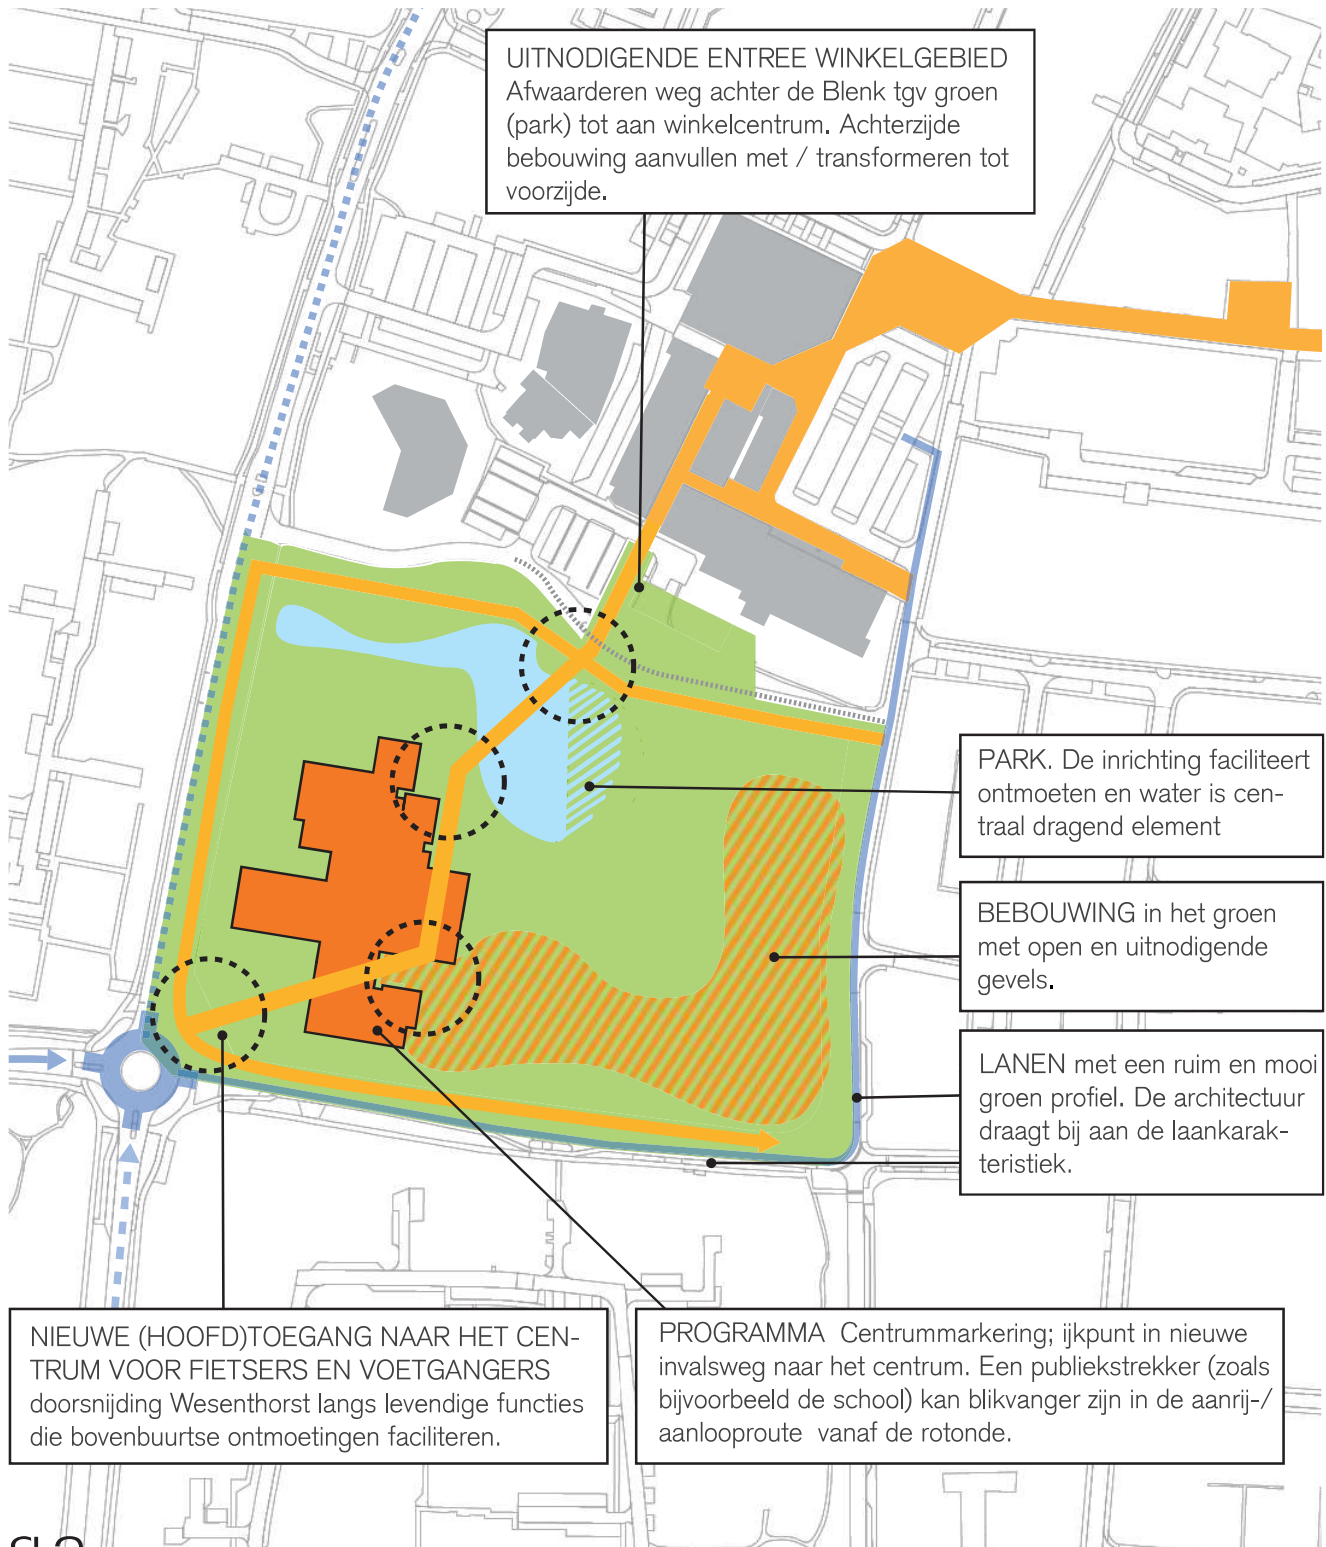 UITNODIGENDE ENTREE WINKELGEBIED
Afwaarderen weg achter de Blenk tgv groen
(park) tot aan winkelcentrum. Achterzijde
bebouwing aanvullen met / transformeren tot
voorzijde.
PARK. De inrichting faciliteert
ontmoeten en water is cen-
traal dragend element
BEBOUWING in het groen
met open en uitnodigende
gevels.
LANEN met een ruim en mooi
groen profiel. De architectuur
draagt bij aan de laankarak-
teristiek.
NIEUWE (HOOFD)TOEGANG NAAR HET CEN-
TRUM VOOR FIETSERS EN VOETGANGERS
doorsnijding Wesenthorst langs levendige functies
die bovenbuurtse ontmoetingen faciliteren.
PROGRAMMA  Centrummarkering; ijkpunt in nieuwe
invalsweg naar het centrum. Een publiekstrekker (zoals
bijvoorbeeld de school) kan blikvanger zijn in de aanrij-/
aanlooproute  vanaf de rotonde.